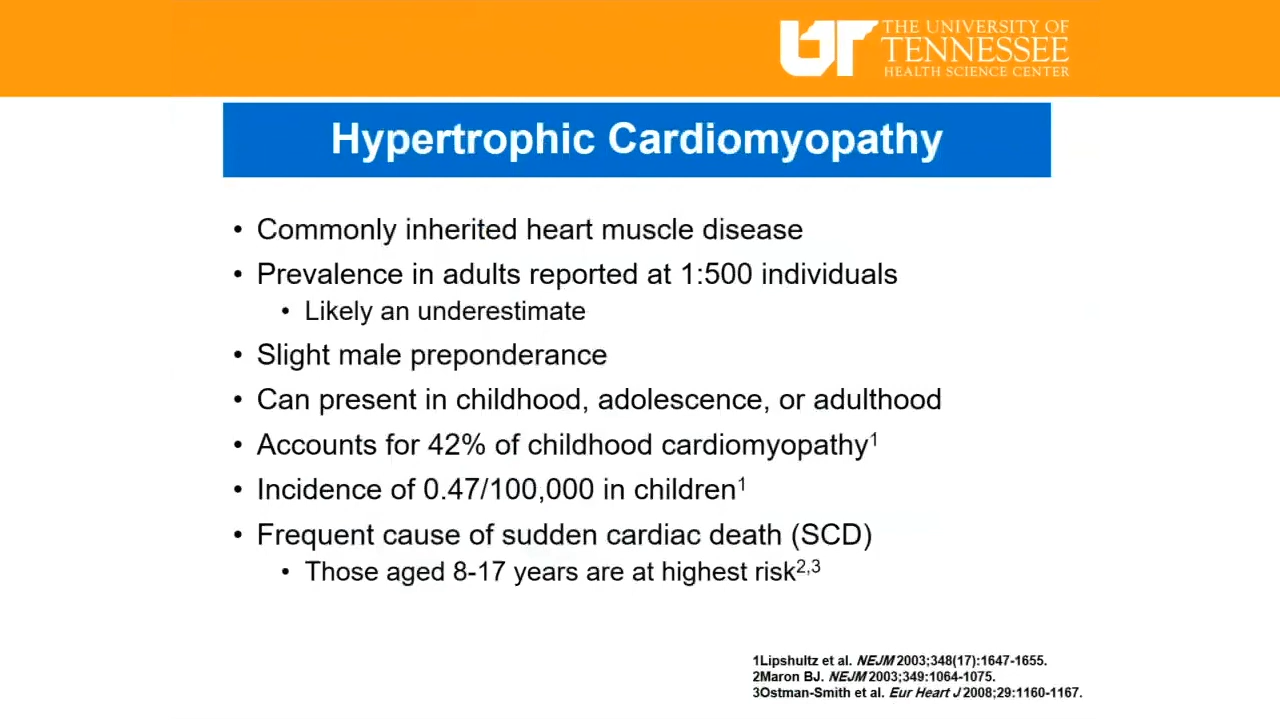 THE UNIVERSITY OF
UT TENNESSEE
HEALTH SCIENCE CENTER
Hypertrophic Cardiomyopathy
• Commonly inherited heart muscle disease
• Prevalence in adults reported at 1:500 individuals
• Likely an underestimate
• Slight male preponderance
• Can present in childhood, adolescence, or adulthood
• Accounts for 42% of childhood cardiomyopathy¹
• Incidence of 0.47/100,000 in children¹
• Frequent cause of sudden cardiac death (SCD)
• Those aged 8-17 years are at highest risk²,³
1Lipshultz et al. NEJM 2003;348(17):1647-1655.
2Maron BJ. NEJM 2003;349:1064-1075.
3Ostman-Smith et al. Eur Heart J 2008;29:1160-1167.